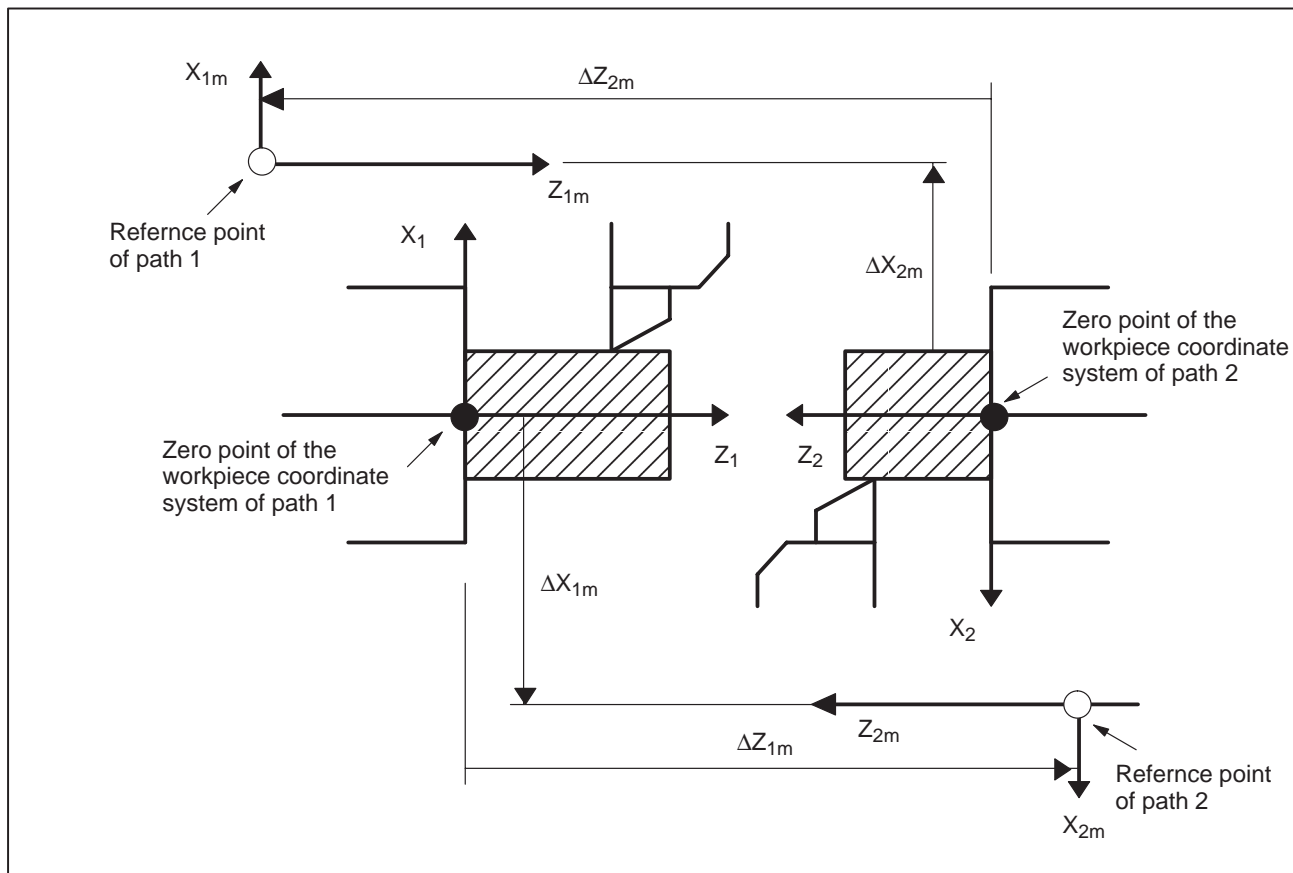 X1m
ΔZ2m
Z1m
Refernce point
of path 1
X1
ΔX2m
Zero point of the
workpiece coordinate
system of path 2
Zero point of the
workpiece coordinate
system of path 1
Z1
Z2
ΔX1m
X2
Z2m
ΔZ1m
Refernce point
of path 2
X2m